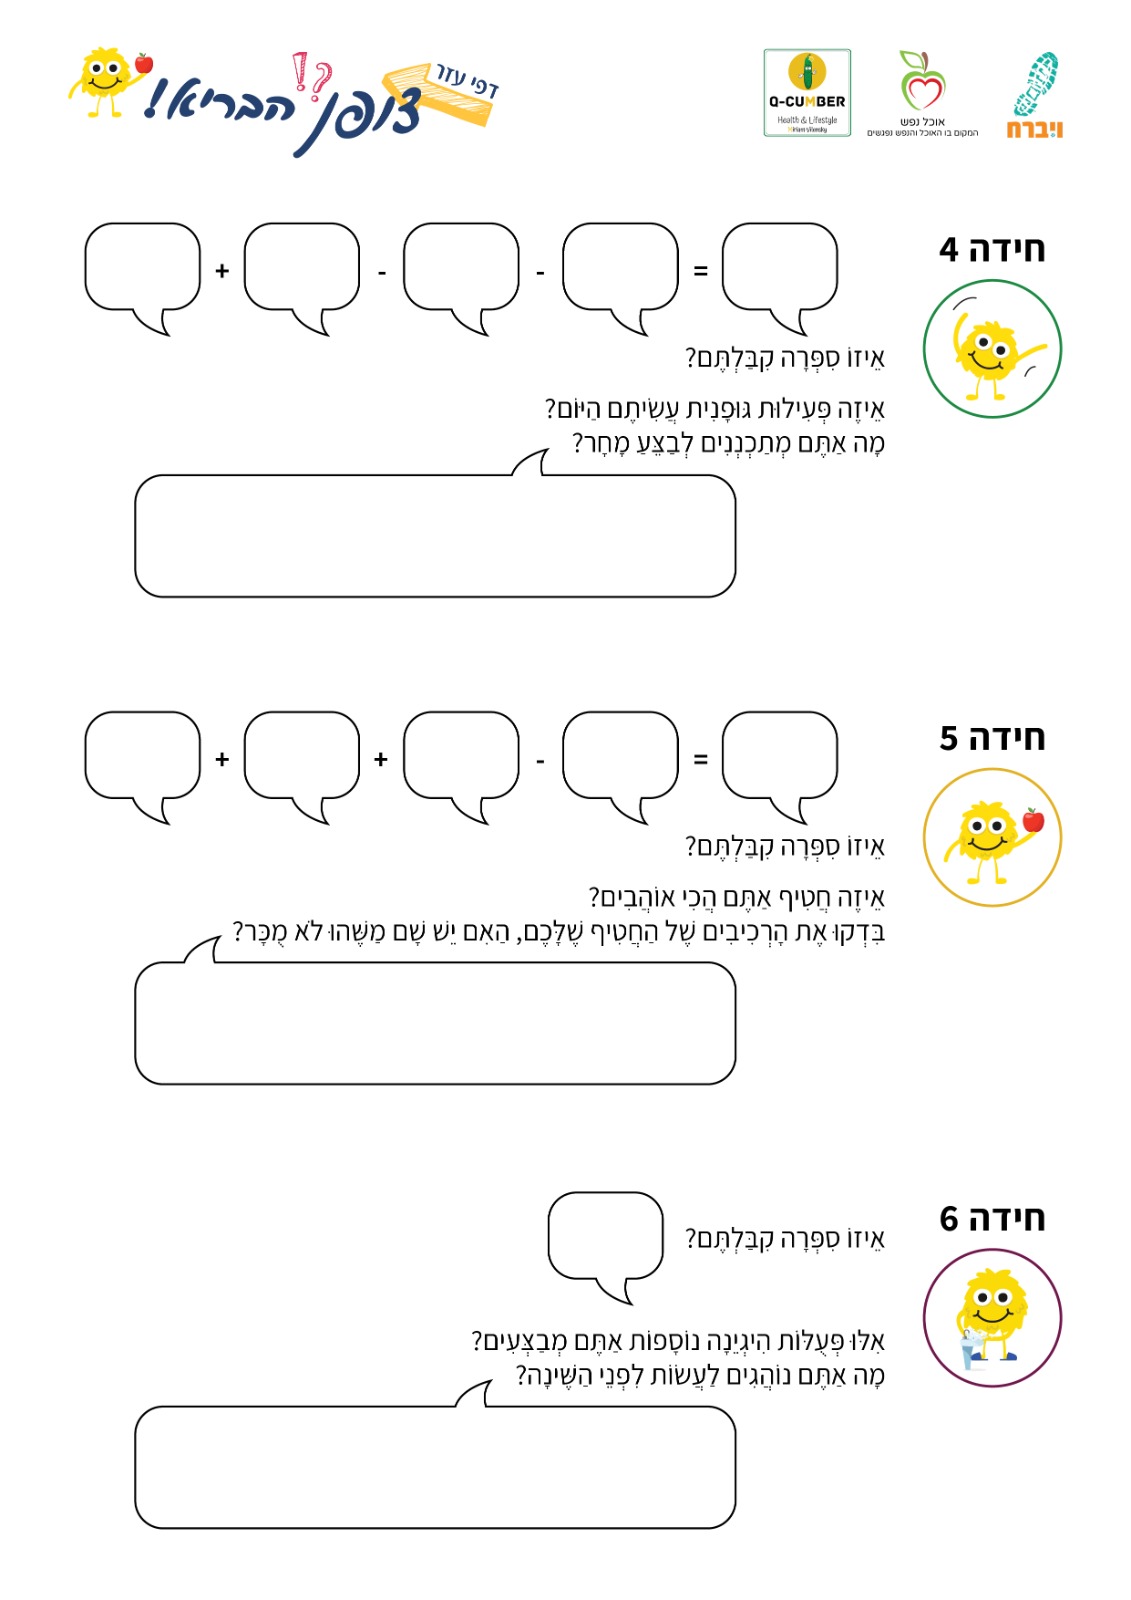 דפי עזר
צופן הבריא!
?!
Q-CUMBER
Health & Lifestyle
Miriam Vilensky
אוכל נפש
המקום בו האוכל והנפש נפגשים
ויברח
חידה 4
+ - - =
אֵיזוֹ סִפְּרָה קִבַּלְתֶּם?
אֵיזֶה פְּעִילוּת גּוּפָנִית עֲשִׂיתֶם הַיּוֹם?
מָה אַתֶּם מְתַכְנְנִים לְבַצֵּעַ מָחָר?
חידה 5
+ + - =
אֵיזוֹ סִפְּרָה קִבַּלְתֶּם?
אֵיזֶה חֲטִיף אַתֶּם הֲכִי אוֹהֲבִים?
בִּדְקוּ אֶת הָרְכִיבִים שֶׁל הַחֲטִיף שֶׁלָּכֶם, הַאִם יֵשׁ שָׁם מַשֶּׁהוּ לֹא מֻכָּר?
חידה 6
אֵיזוֹ סִפְּרָה קִבַּלְתֶּם?
אִלּוּ פְּעֻלּוֹת הִיגְיֵנָה נוֹסָפוֹת אַתֶּם מְבַצְּעִים?
מָה אַתֶּם נוֹהֲגִים לַעֲשׂוֹת לִפְנֵי הַשֵּׁינָה?